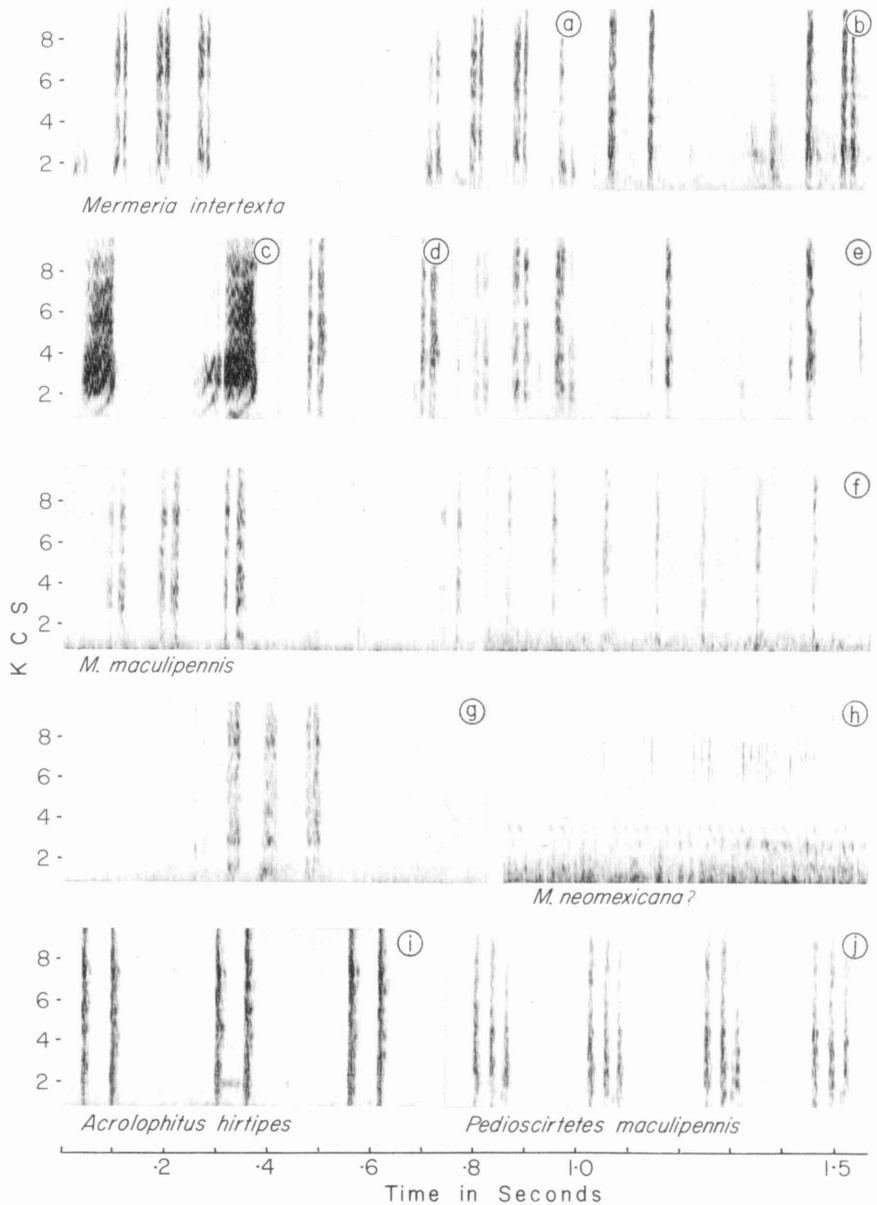 8 -
6 -
4 -
2 -
a
b
Mermeria intertexta
8 -
6 -
4 -
2 -
c
d
e
8 -
6 -
4 -
2 -
f
K C S
M. maculipennis
8 -
6 -
4 -
2 -
g
h
M. neomexicana?
8 -
6 -
4 -
2 -
i
j
Acrolophitus hirtipes
Pedioscirtetes maculipennis
.2 .4 .6 .8 1.0 1.5
Time in Seconds